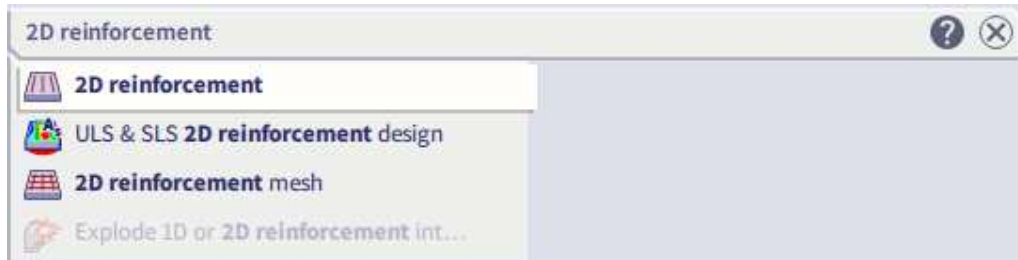 2D reinforcement
2D reinforcement
ULS & SLS 2D reinforcement design
2D reinforcement mesh
Explode 1D or 2D reinforcement int...